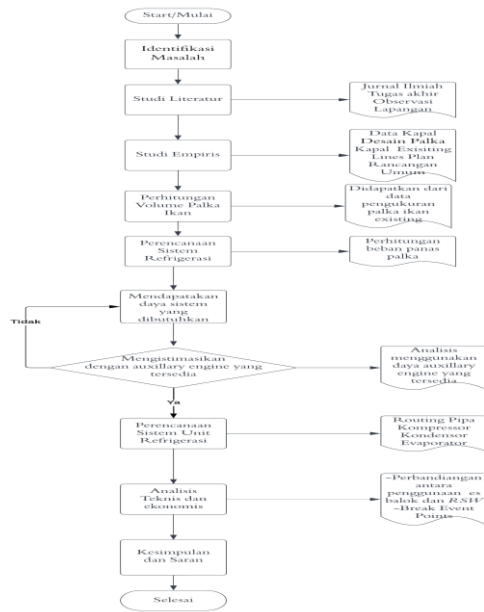 Start/Mulai
Identifikasi
Masalah
Studi Literatur
Jurnal Ilmiah
Tugas akhir
Observasi
Lapangan
Studi Empiris
Data Kapal
Desain Palka
Kapal Exisiting
Lines Plan
Rancangan
Umum
Perhitungan
Volume Palka
Ikan
Didapatkan dari
data
pengukuran
palka ikan
existing
Perencanaan
Sistem
Refrigerasi
Perhitungan
beban panas
palka
Mendapatakan
daya sistem
yang
dibutuhkan
Tidak
Mengistimasikan
dengan auxillary engine yang
tersedia
Analisis
menggunakan
daya auxillary
engine yang
tersedia
Ya
Perencanaan
Sistem Unit
Refrigerasi
Routing Pipa
Kompressor
Kondensor
Evaporator
Analisis
Teknis dan
ekonomis
-Perbandiangan
antara
penggunaan es
balok dan RSW
-Break Event
Points
Kesimpulan
dan Saran
Selesai